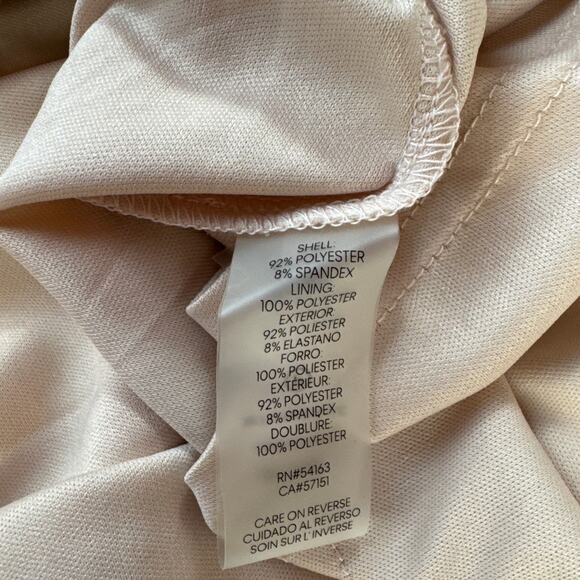 SHELL:
92% POLYESTER
8% SPANDEX
LINING:
100% POLYESTER
EXTERIOR:
92% POLIESTER
8% ELASTANO
FORRO:
100% POLIESTER
EXTÉRIEUR:
92% POLYESTER
8% SPANDEX
DOUBLURE:
100% POLYESTER
RN#54163
CA#57151
CARE ON REVERSE
CUIDADO AL REVERSO
SOIN SUR L'INVERSE